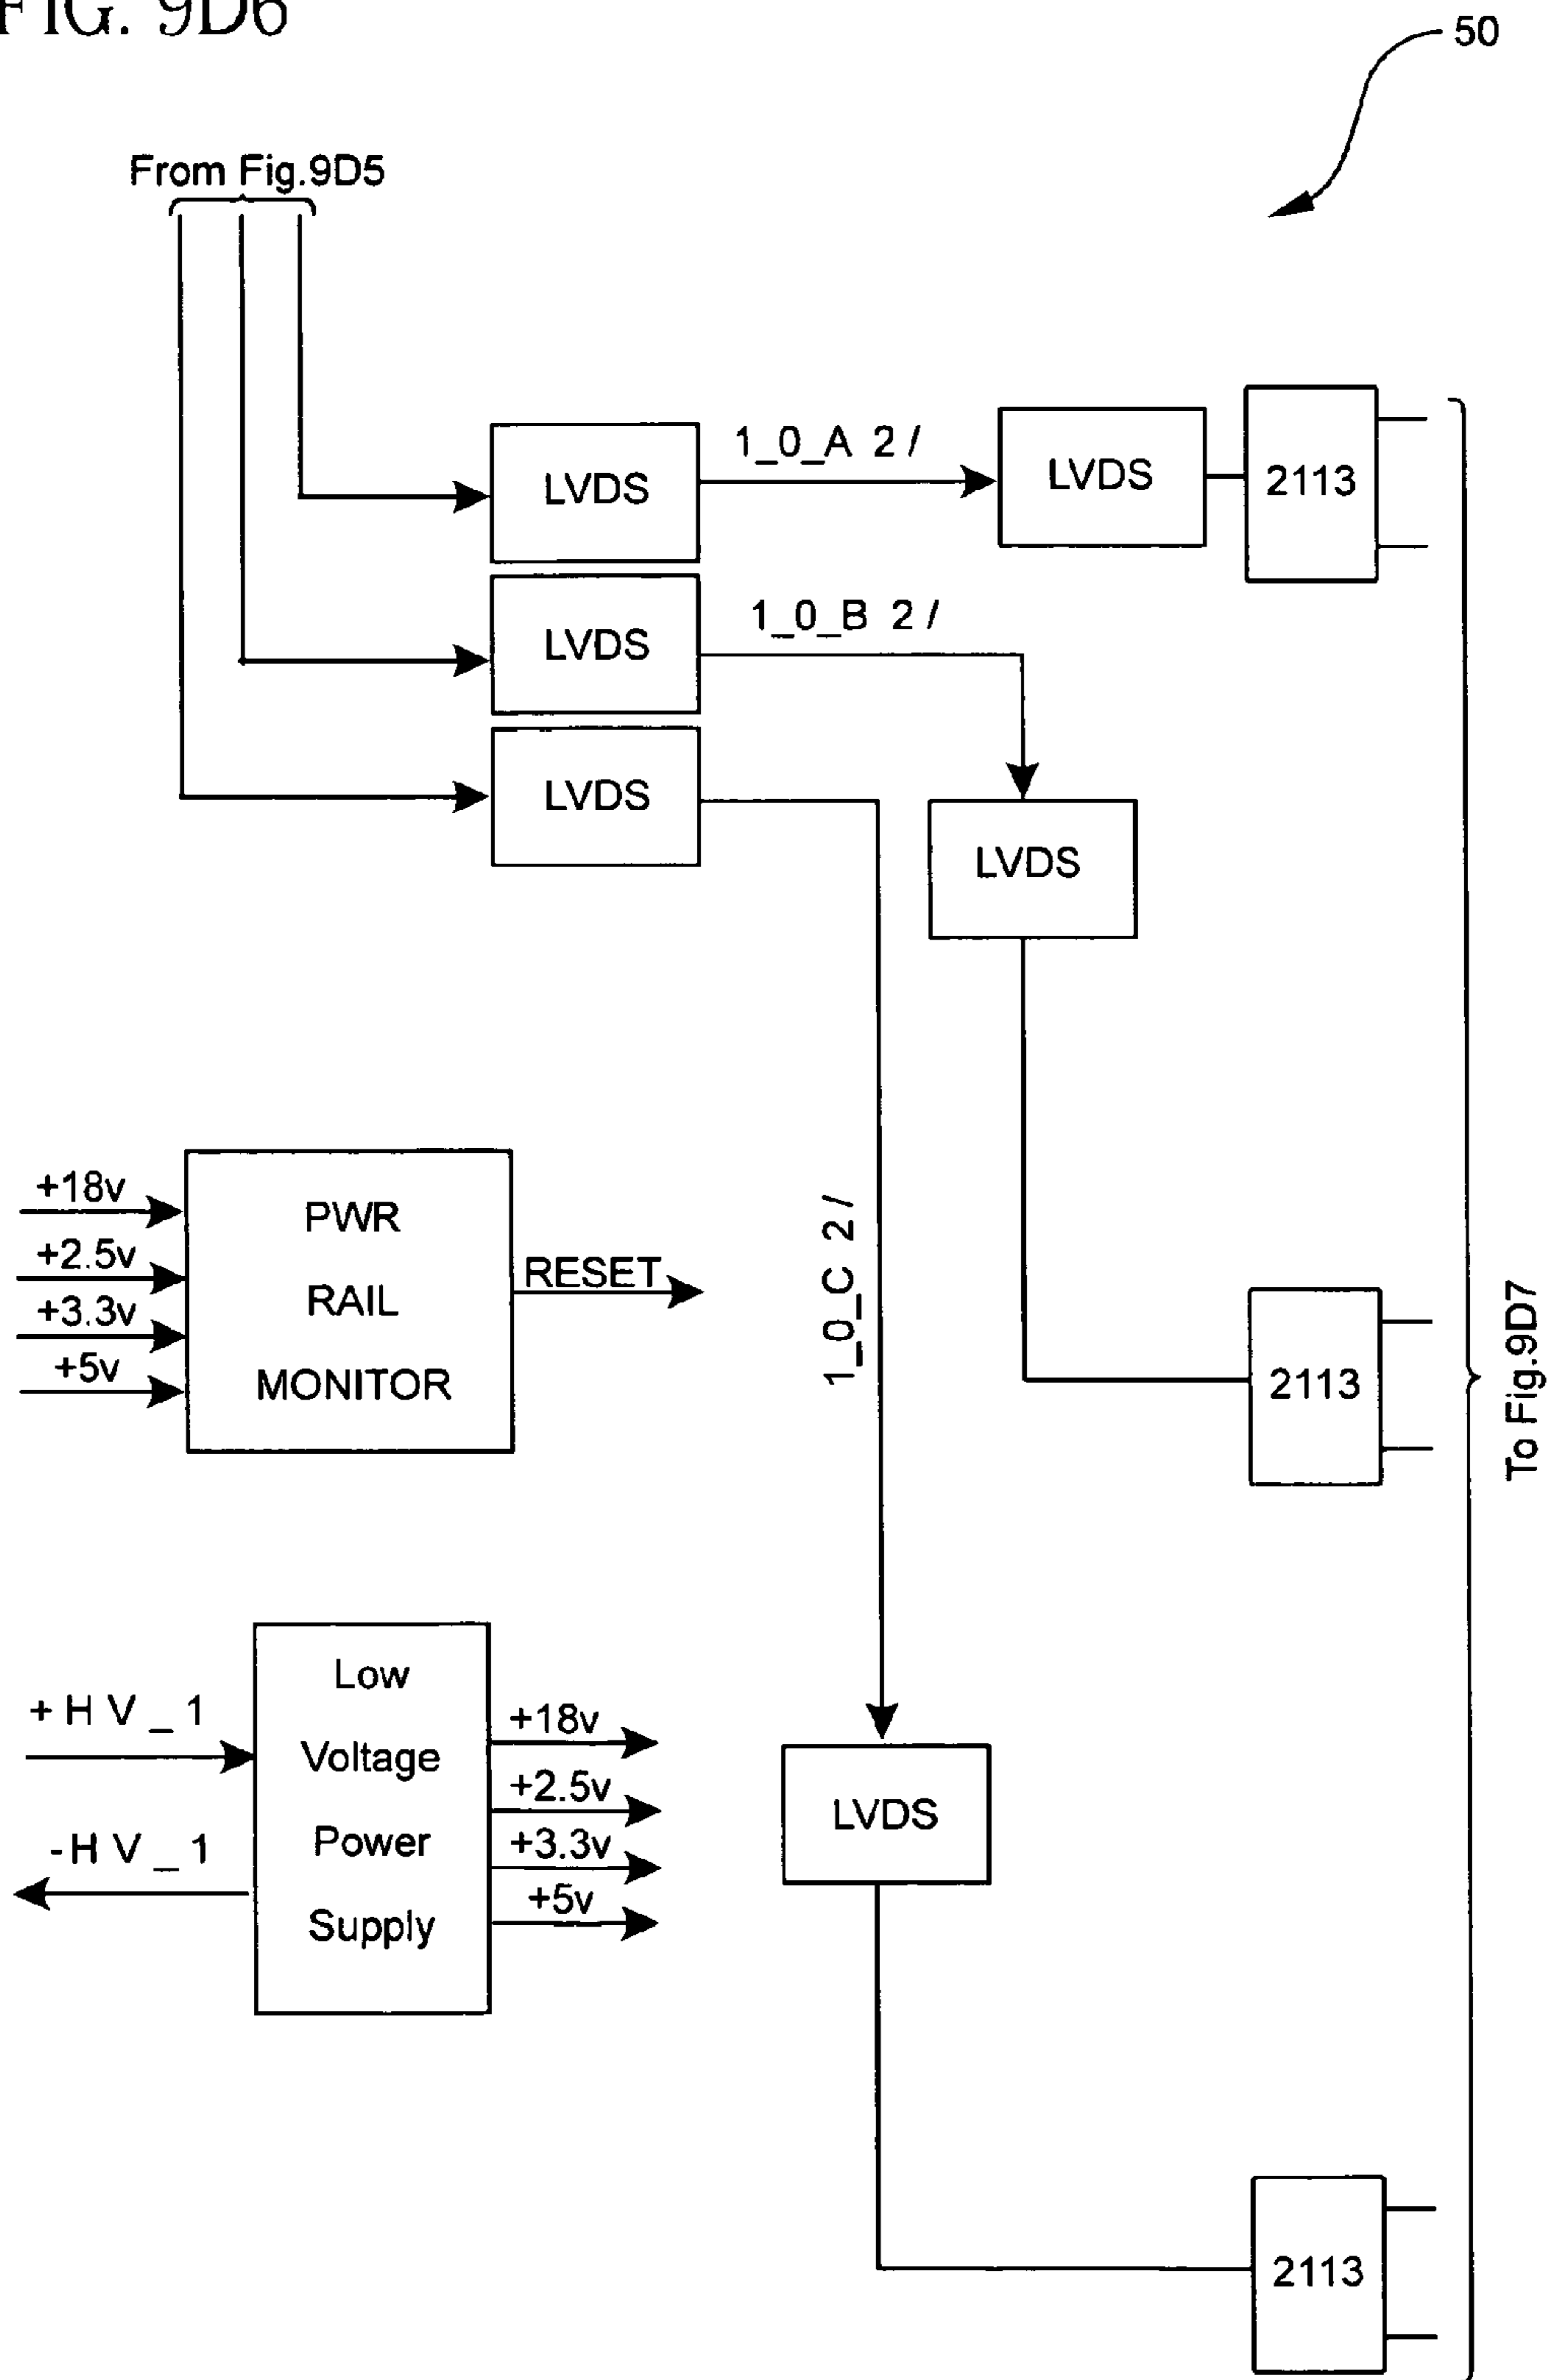 FIG. 9D6
50
From Fig.9D5
LVDS
1_0_A 2 /
LVDS
2113
LVDS
1_0_B 2 /
LVDS
LVDS
1_0_C 2 /
2113
To Fig.9D7
+18v
+2.5v
+3.3v
+5v
PWR
RAIL
MONITOR
RESET
+ H V _ 1
-H V _ 1
Low
Voltage
Power
Supply
+18v
+2.5v
+3.3v
+5v
LVDS
2113